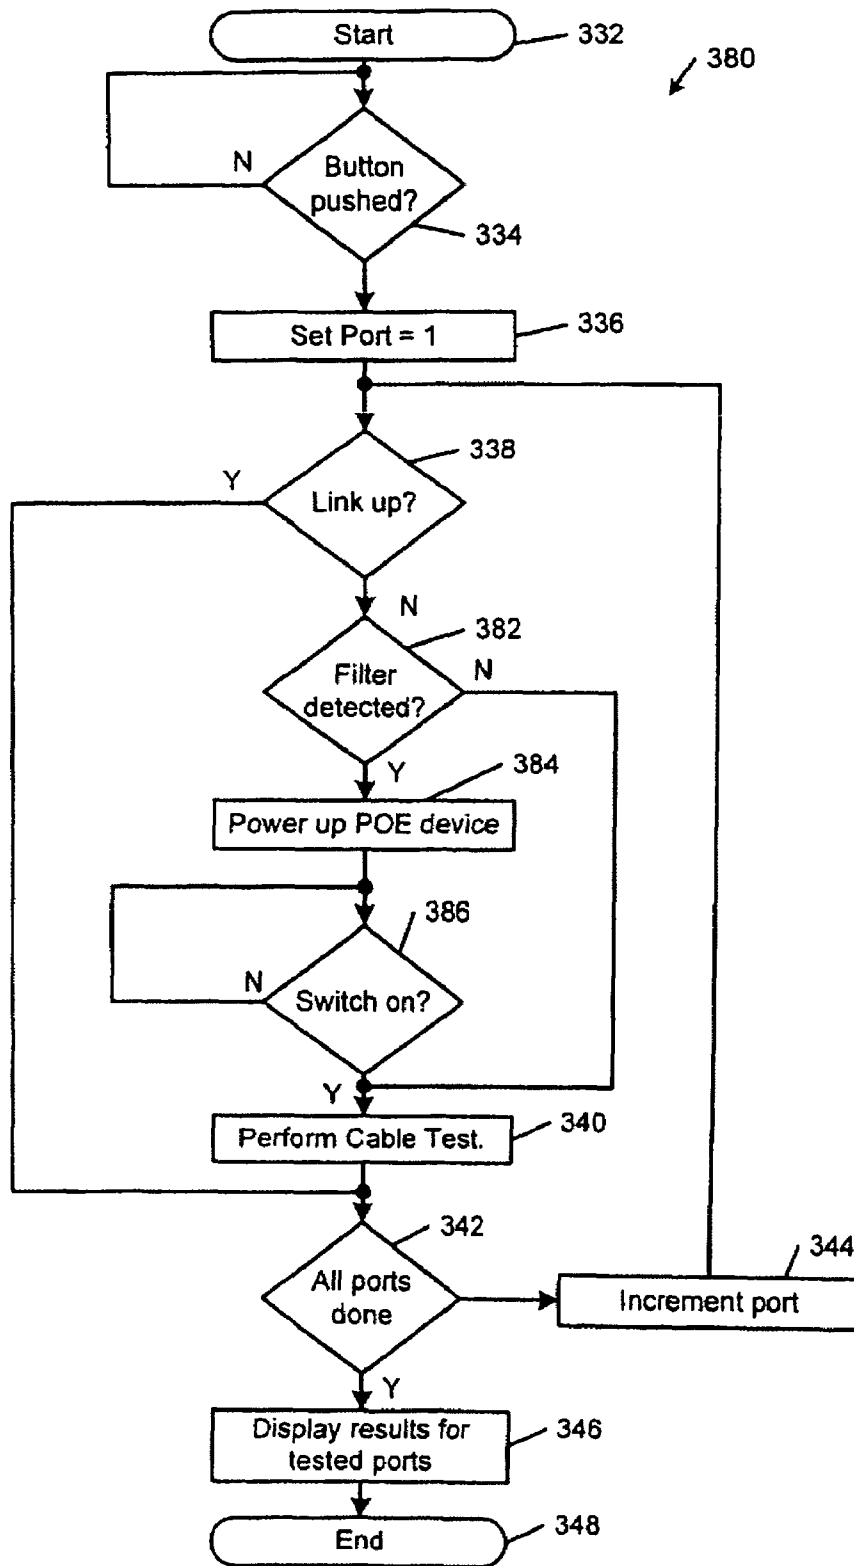 Start
332
380
N
Button
pushed?
334
Set Port = 1
336
338
Y
Link up?
N
382
Filter
detected?
N
Y
384
Power up POE device
386
N
Switch on?
Y
Perform Cable Test.
340
342
All ports
done
344
Increment port
Y
Display results for
tested ports
346
End
348